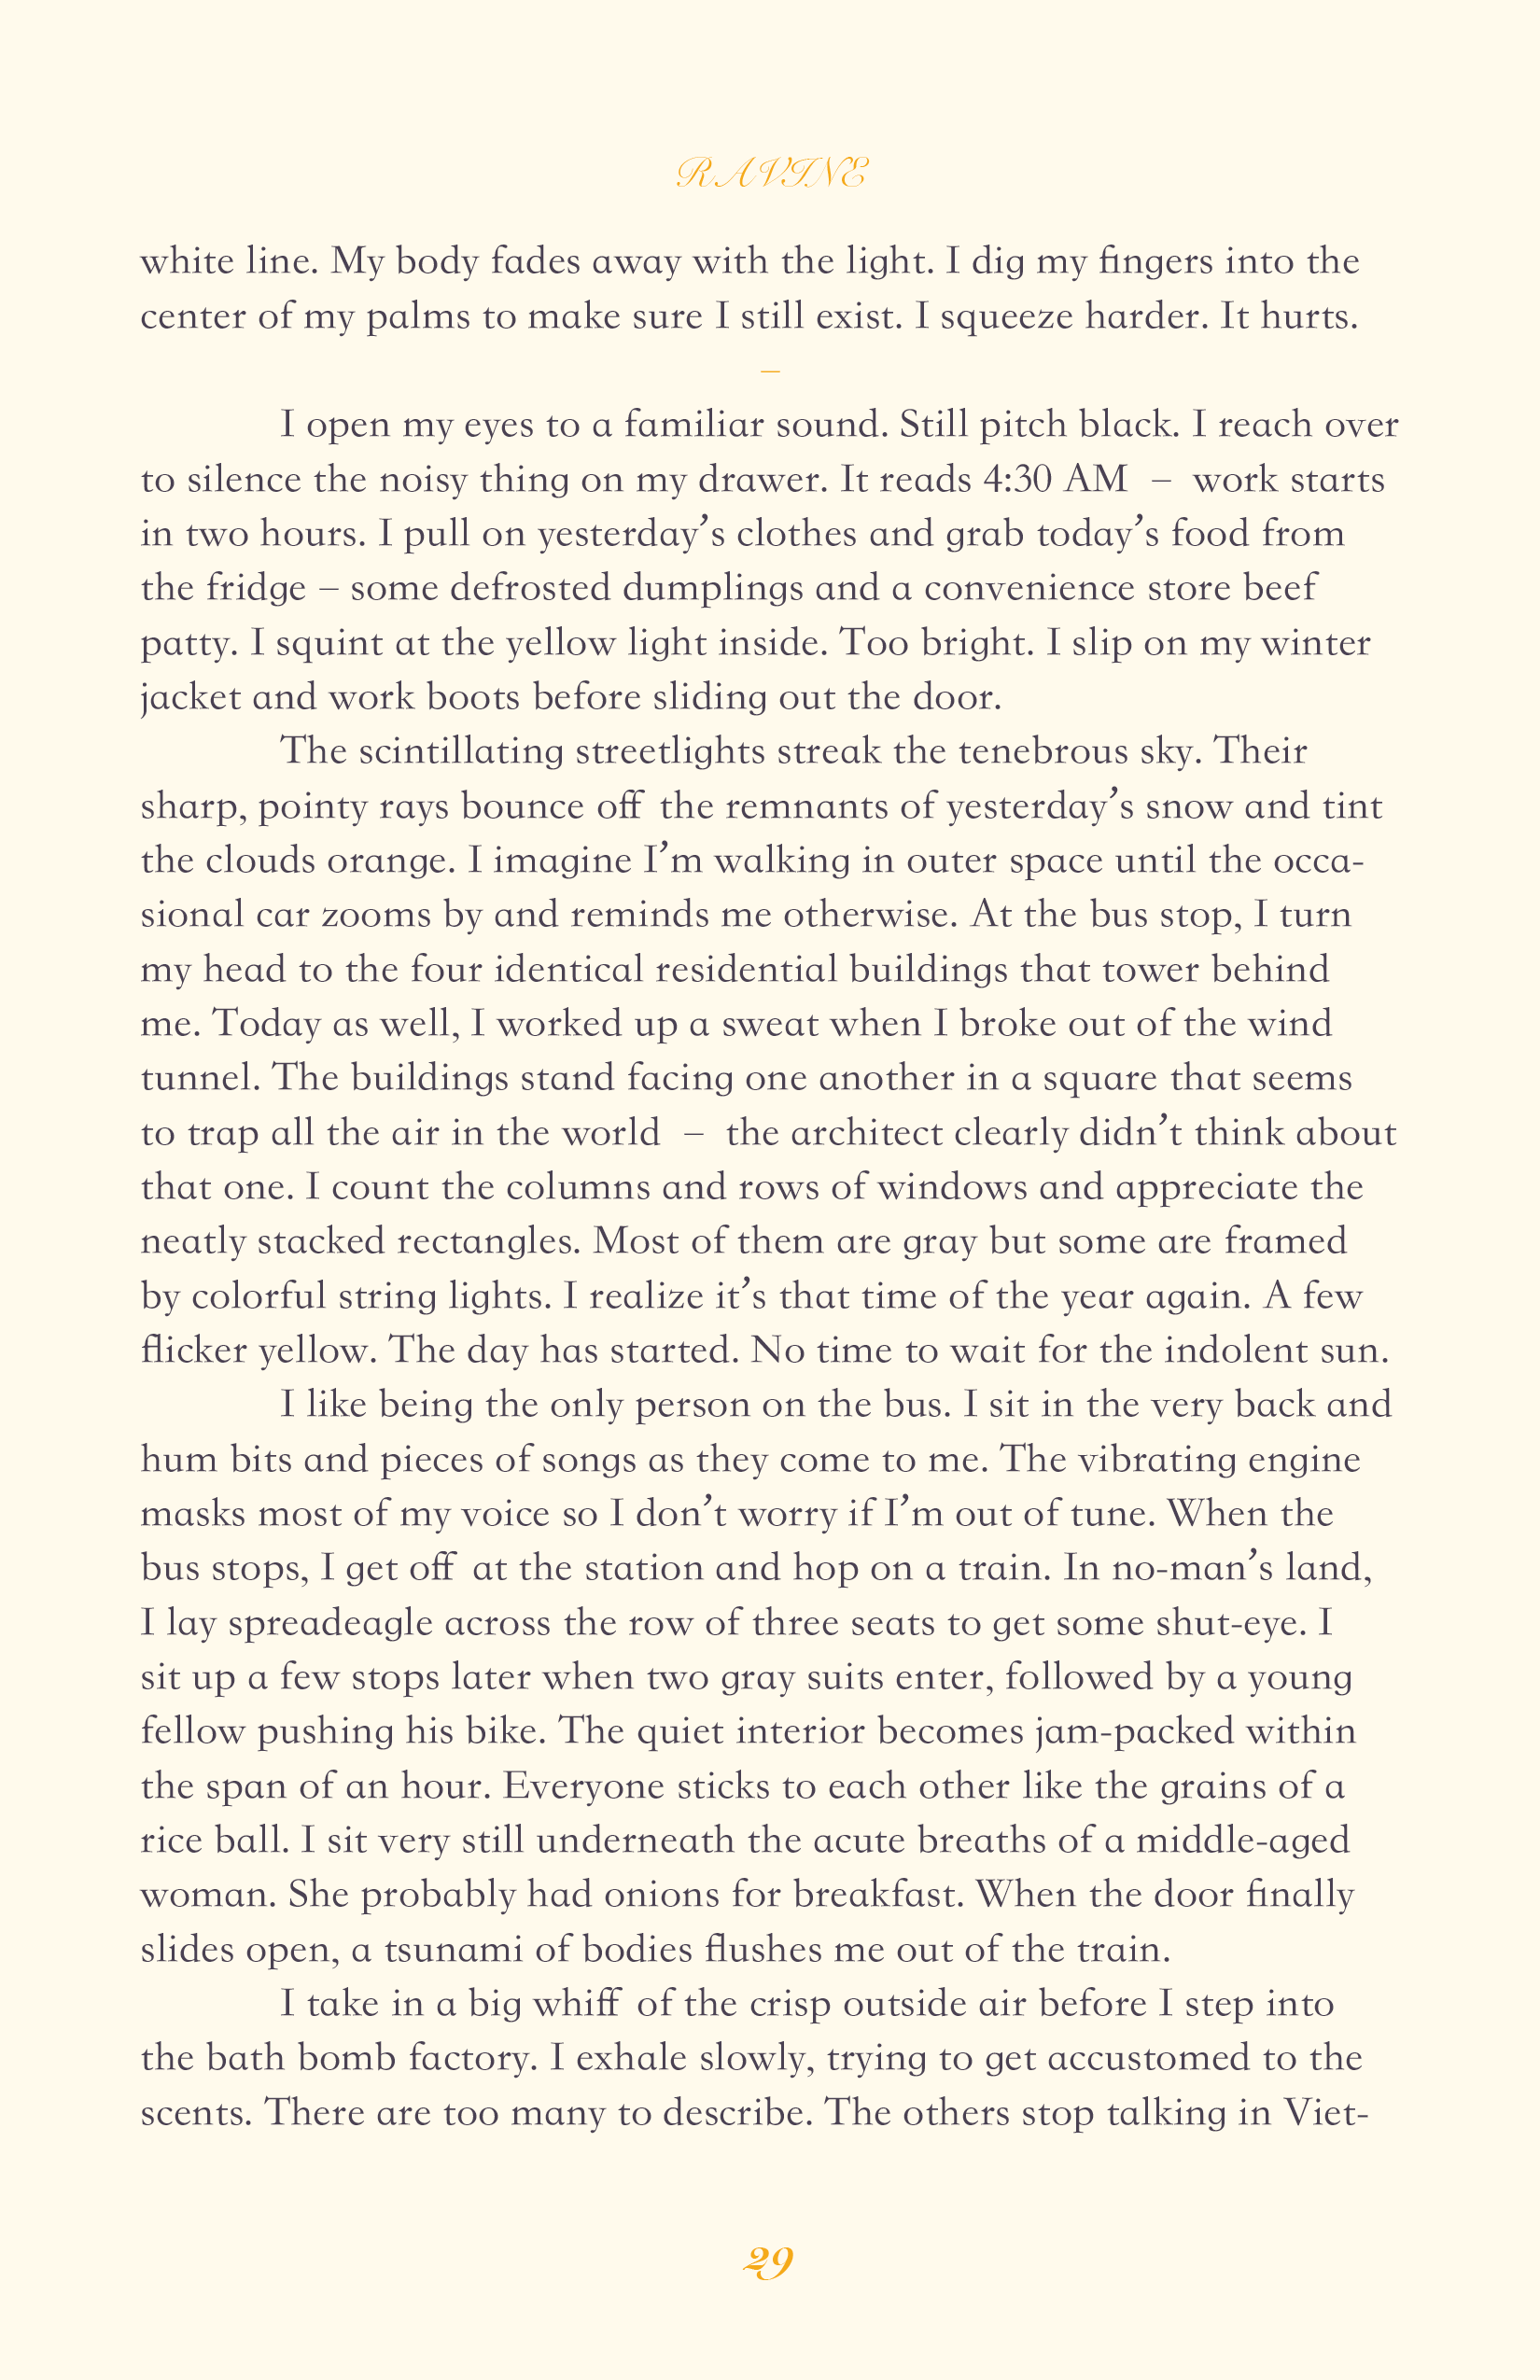 RAVINE
white line. My body fades away with the light. I dig my fingers into the
center of my palms to make sure I still exist. I squeeze harder. It hurts.
–
I open my eyes to a familiar sound. Still pitch black. I reach over
to silence the noisy thing on my drawer. It reads 4:30 AM – work starts
in two hours. I pull on yesterday’s clothes and grab today’s food from
the fridge – some defrosted dumplings and a convenience store beef
patty. I squint at the yellow light inside. Too bright. I slip on my winter
jacket and work boots before sliding out the door.
The scintillating streetlights streak the tenebrous sky. Their
sharp, pointy rays bounce off the remnants of yesterday’s snow and tint
the clouds orange. I imagine I’m walking in outer space until the occa-
sional car zooms by and reminds me otherwise. At the bus stop, I turn
my head to the four identical residential buildings that tower behind
me. Today as well, I worked up a sweat when I broke out of the wind
tunnel. The buildings stand facing one another in a square that seems
to trap all the air in the world – the architect clearly didn’t think about
that one. I count the columns and rows of windows and appreciate the
neatly stacked rectangles. Most of them are gray but some are framed
by colorful string lights. I realize it’s that time of the year again. A few
flicker yellow. The day has started. No time to wait for the indolent sun.
I like being the only person on the bus. I sit in the very back and
hum bits and pieces of songs as they come to me. The vibrating engine
masks most of my voice so I don’t worry if I’m out of tune. When the
bus stops, I get off at the station and hop on a train. In no-man’s land,
I lay spreadeagle across the row of three seats to get some shut-eye. I
sit up a few stops later when two gray suits enter, followed by a young
fellow pushing his bike. The quiet interior becomes jam-packed within
the span of an hour. Everyone sticks to each other like the grains of a
rice ball. I sit very still underneath the acute breaths of a middle-aged
woman. She probably had onions for breakfast. When the door finally
slides open, a tsunami of bodies flushes me out of the train.
I take in a big whiff of the crisp outside air before I step into
the bath bomb factory. I exhale slowly, trying to get accustomed to the
scents. There are too many to describe. The others stop talking in Viet-
29